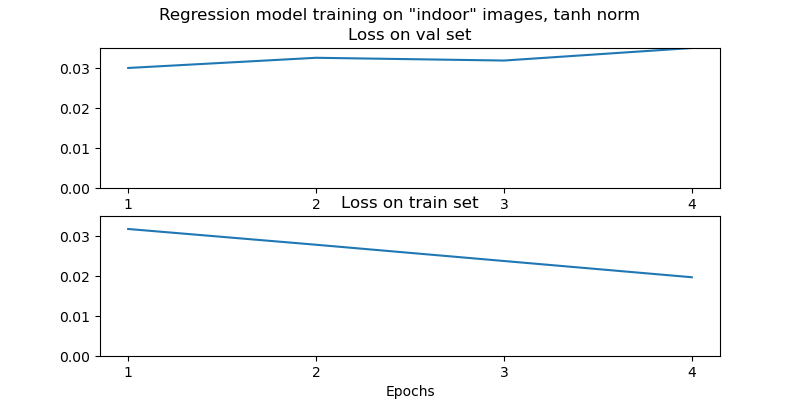 Regression model training on "indoor" images, tanh norm
Loss on val set
0.03
0.02
0.01
0.00
1 2 3 4
Loss on train set
0.03
0.02
0.01
0.00
1 2 3 4
Epochs